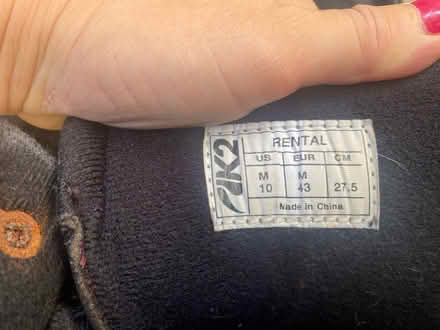 K2
RENTAL
US EUR CM
M M
10 43 27.5
Made in China